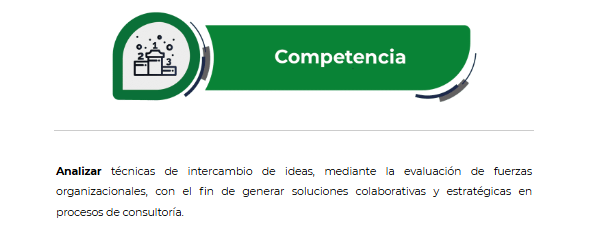 2 1 3
Competencia
Analizar técnicas de intercambio de ideas, mediante la evaluación de fuerzas
organizacionales, con el fin de generar soluciones colaborativas y estratégicas en
procesos de consultoría.